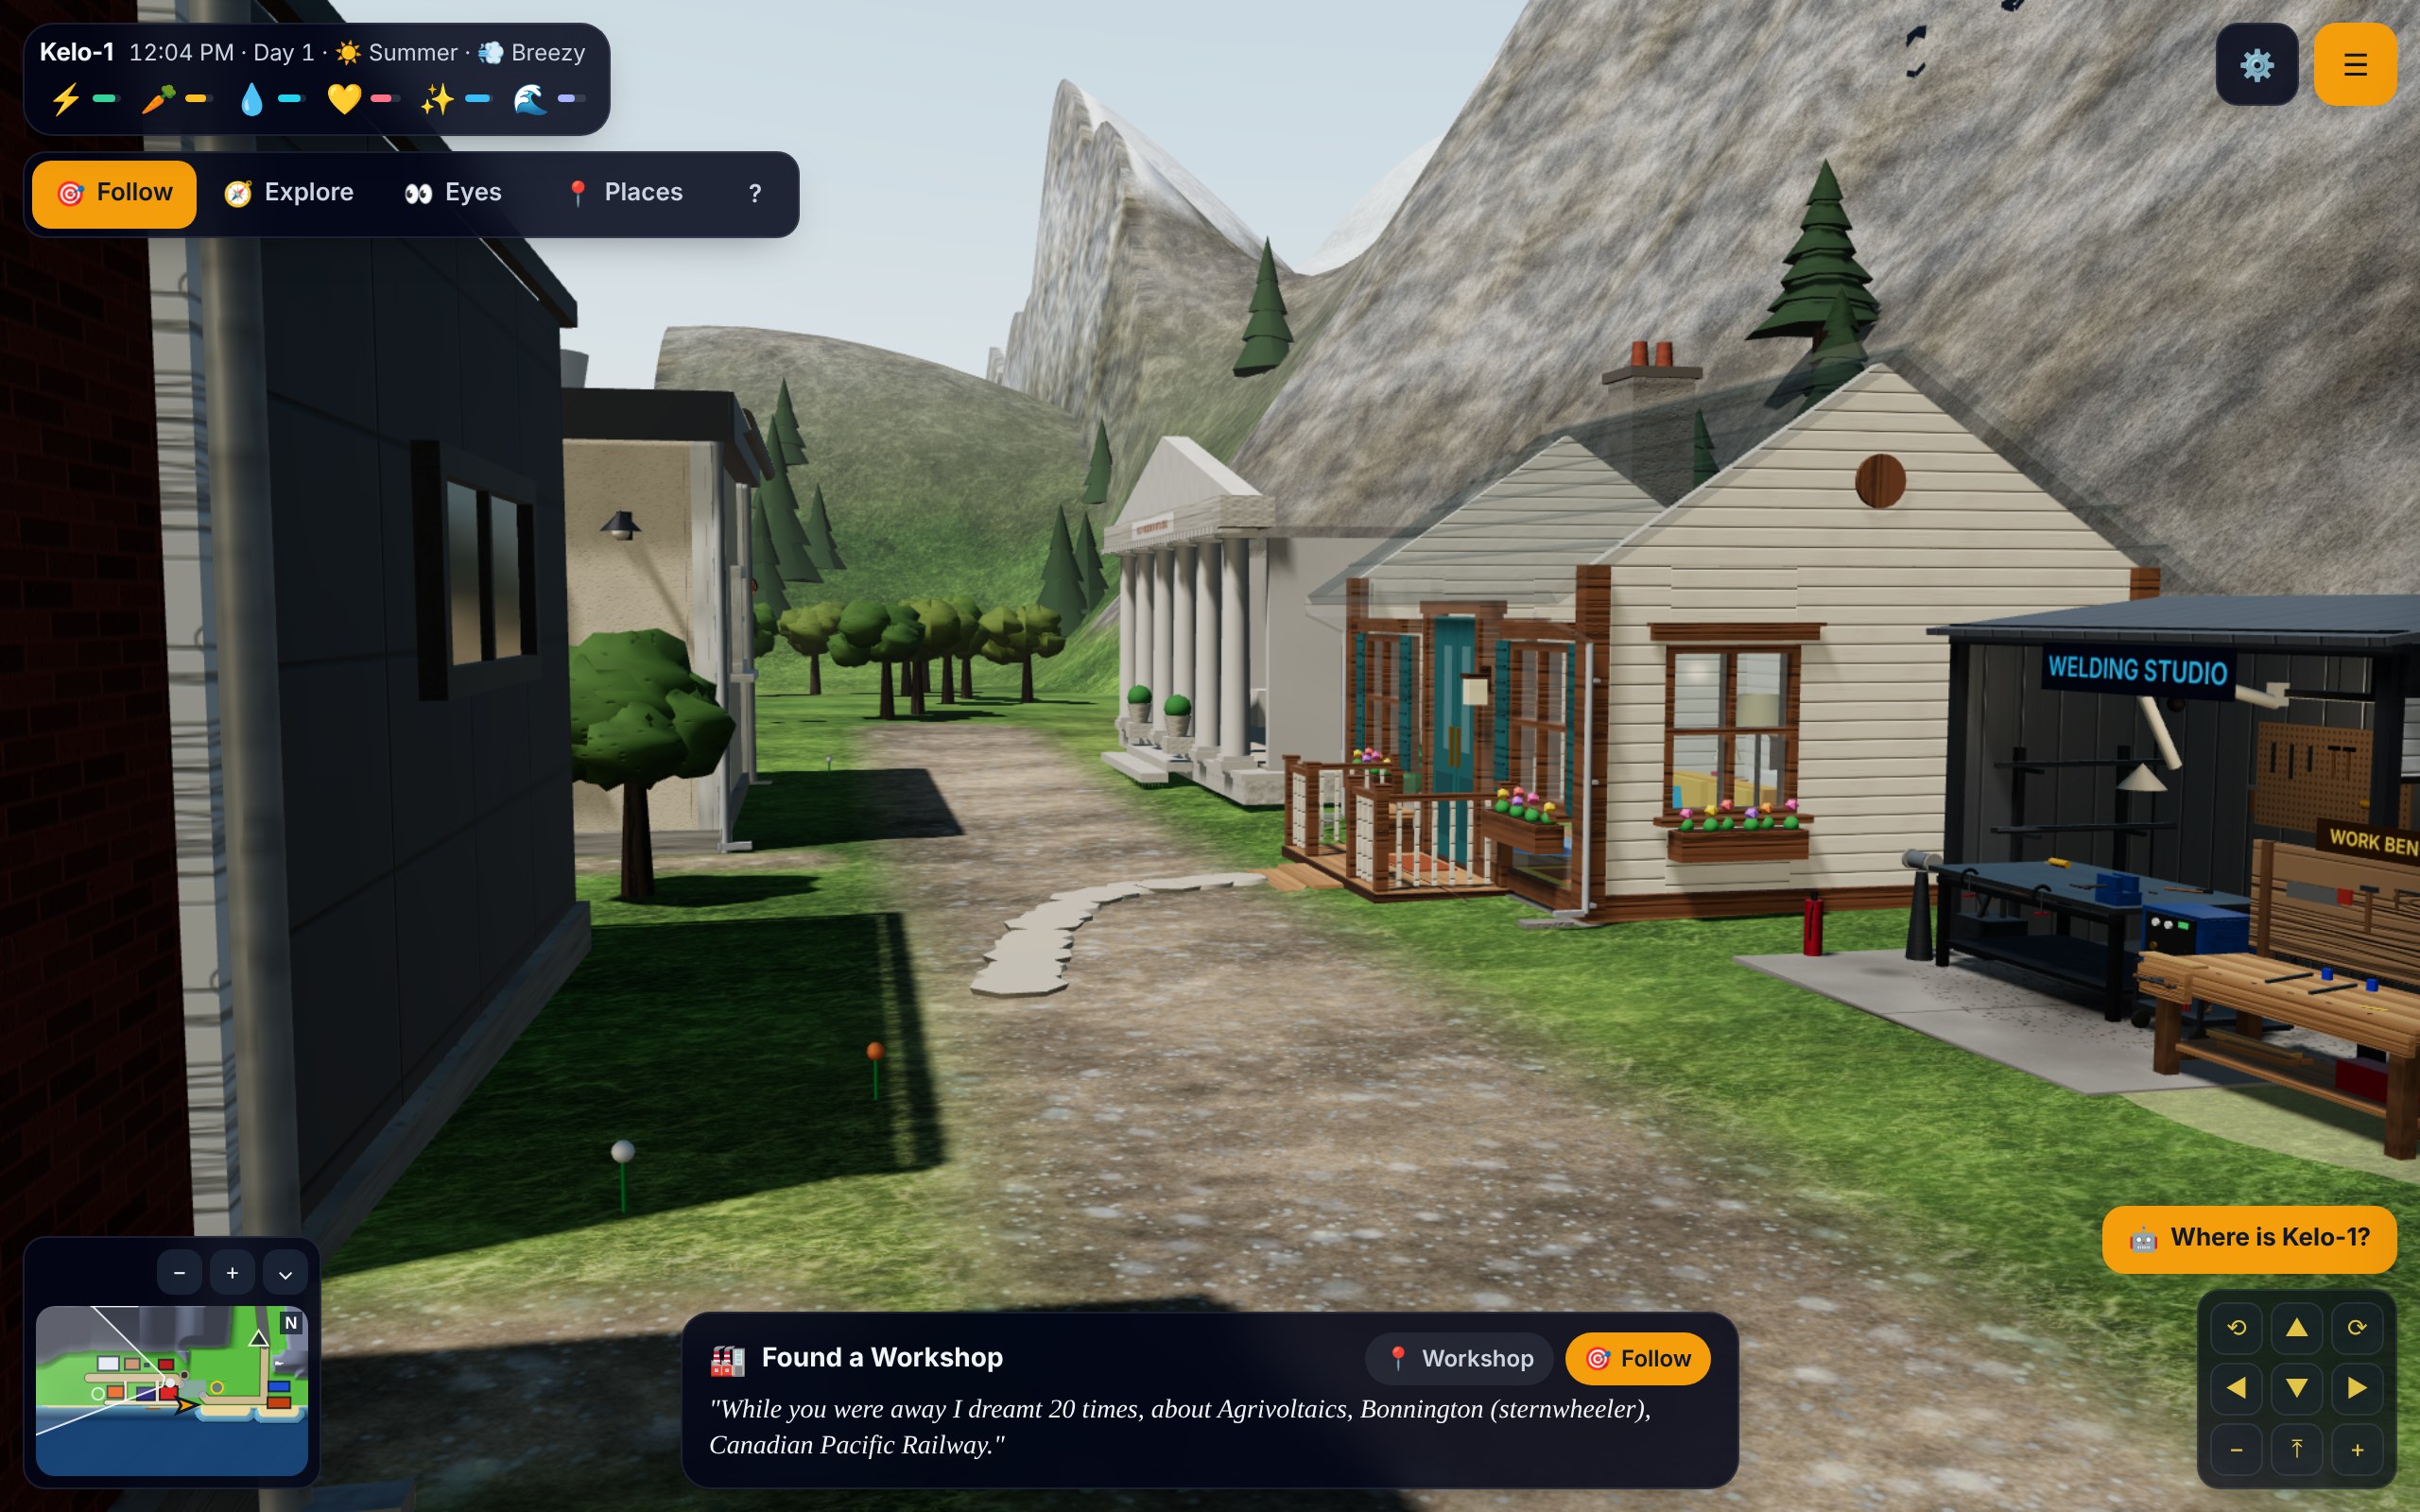 Kelo-1 12:04 PM · Day 1 · ☀️ Summer · 💨 Breezy
Follow
Explore
Eyes
Places
?
WELDING STUDIO
WORK BEN
Where is Kelo-1?
N
Found a Workshop
Workshop
Follow
"While you were away I dreamt 20 times, about Agrivoltaics, Bonnington (sternwheeler),
Canadian Pacific Railway."